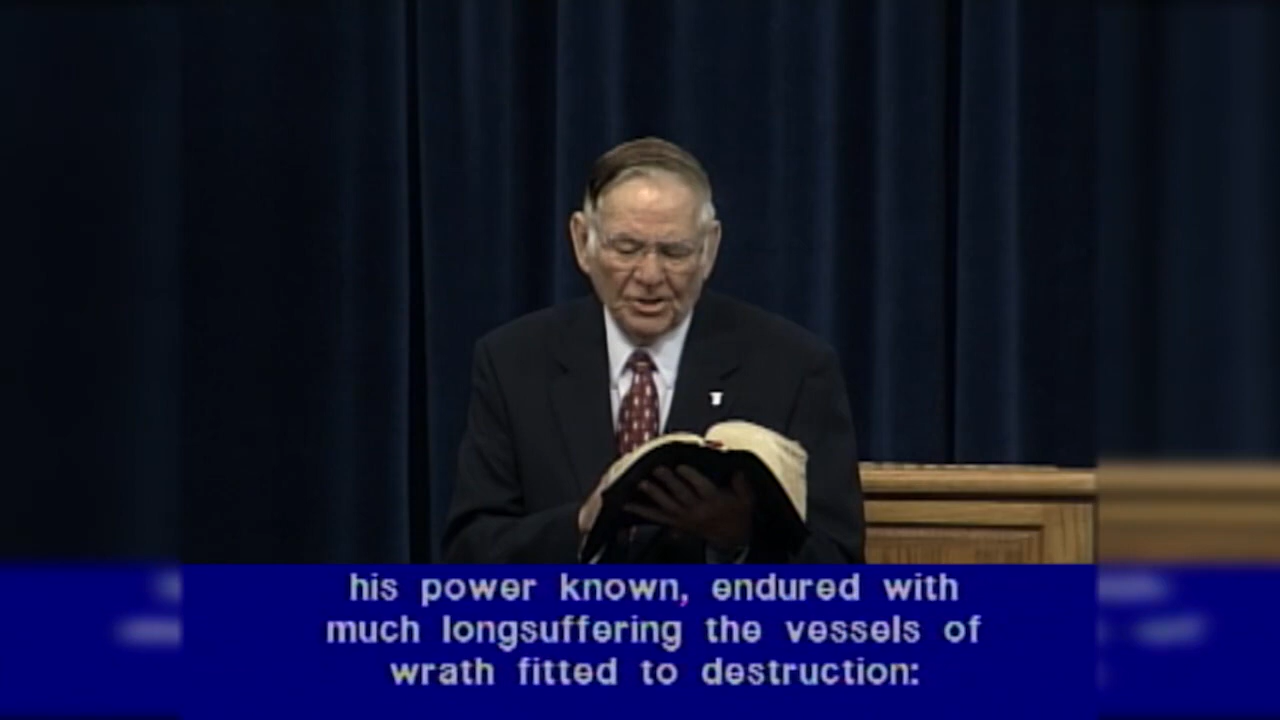 his power known, endured with
much longsuffering the vessels of
wrath fitted to destruction: